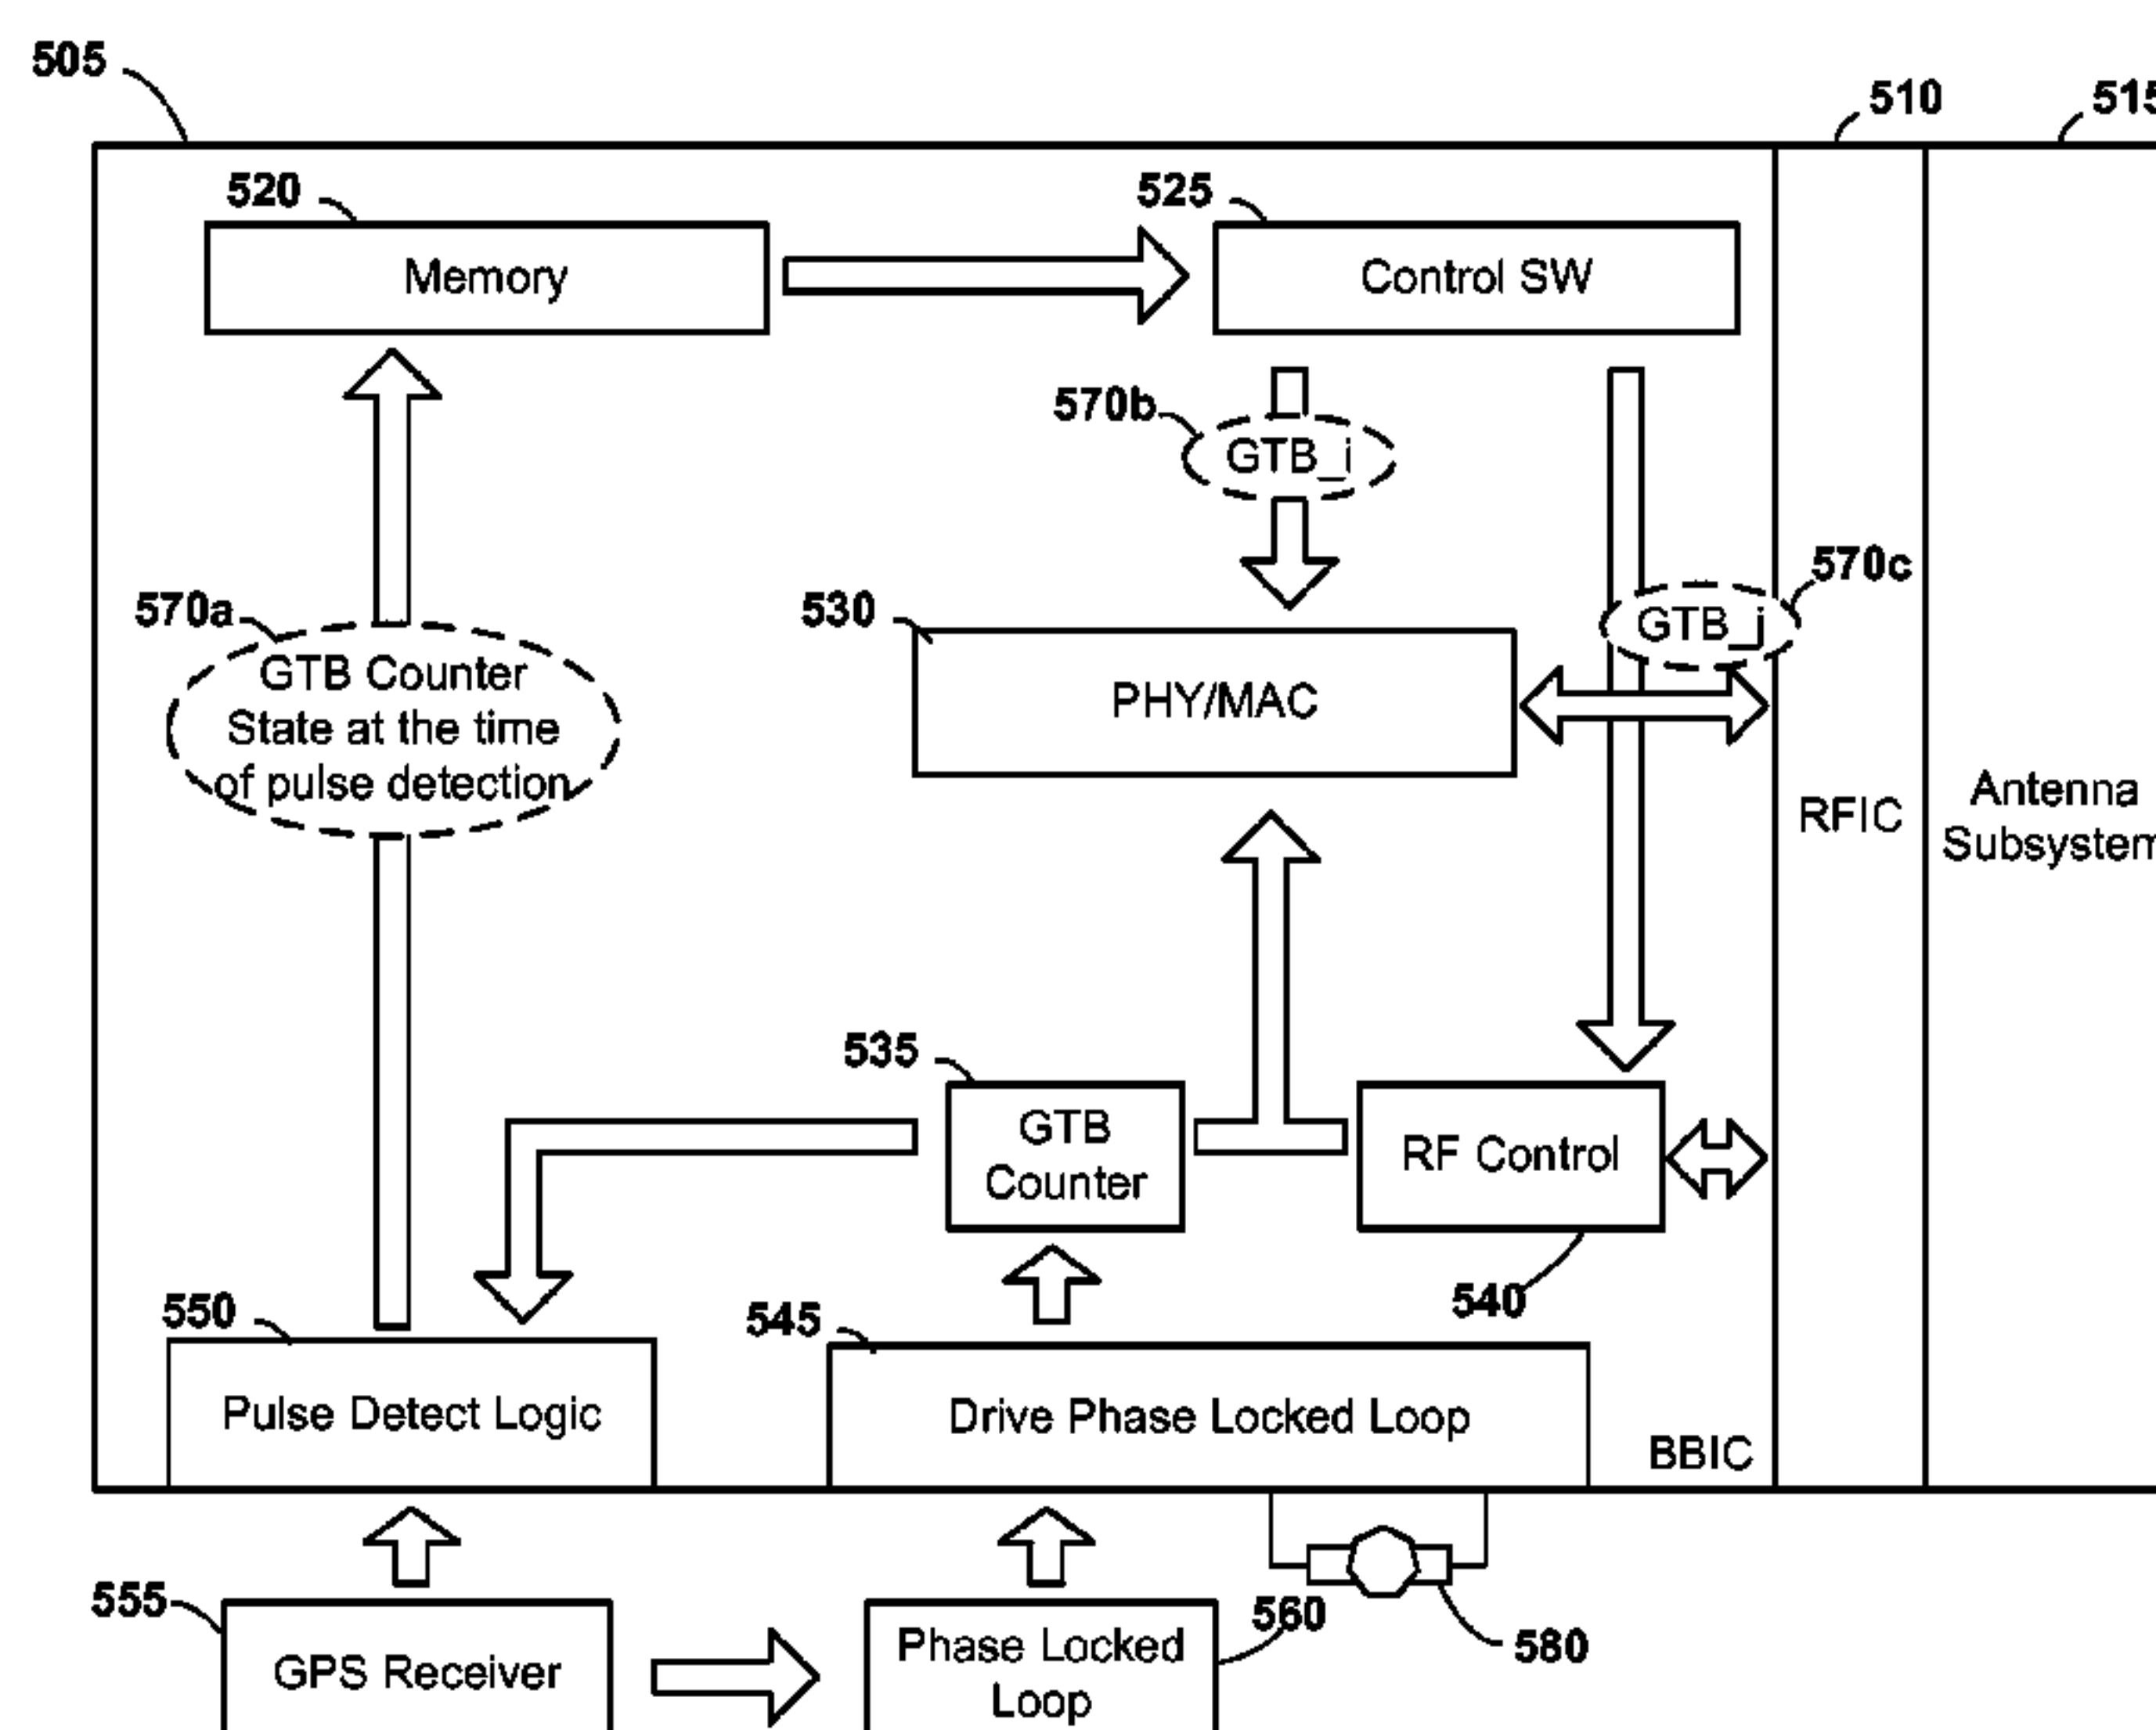 505
510
515
520
525
Memory
Control SW
570b
GTB_i
570c
GTB_j
570a
GTB Counter
State at the time
of pulse detection
530
PHY/MAC
RFIC
Antenna
Subsystem
535
GTB
Counter
RF Control
540
550
545
Pulse Detect Logic
Drive Phase Locked Loop
BBIC
555
GPS Receiver
Phase Locked
Loop
560
580